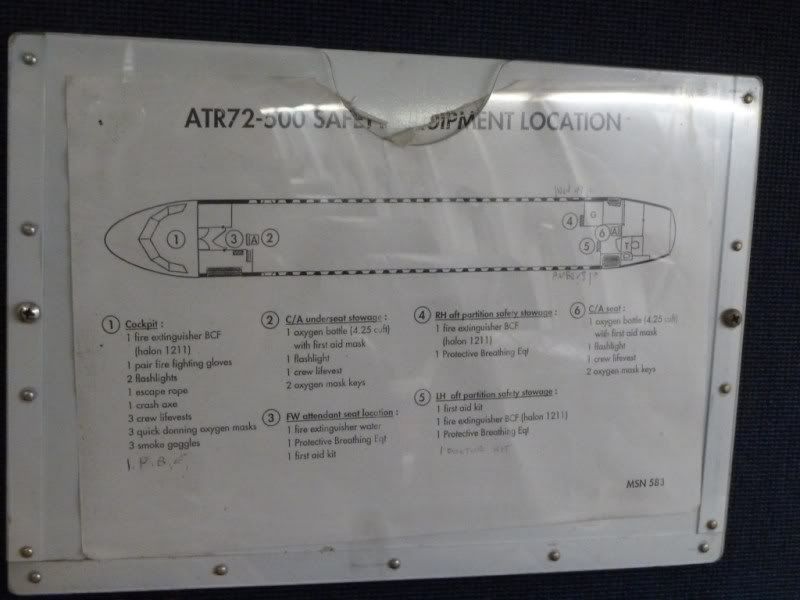 ATR72-500 SAFETY EQUIPMENT LOCATION
1
3
A
2
4
G
6
A
5
T
1 Cockpit :
1 fire extinguisher BCF
(halon 1211)
1 pair fire fighting gloves
2 flashlights
1 escape rope
1 crash axe
3 crew lifevests
3 quick donning oxygen masks
3 smoke goggles
1 P.B.E.
2 C/A underseat stowage :
1 oxygen bottle (4.25 cuft)
with first aid mask
1 flashlight
1 crew lifevest
2 oxygen mask keys
3 FW attendant seat location :
1 fire extinguisher water
1 Protective Breathing Eqt
1 first aid kit
4 RH aft partition safety stowage :
1 fire extinguisher BCF
(halon 1211)
1 Protective Breathing Eqt
5 LH aft partition safety stowage :
1 first aid kit
1 fire extinguisher BCF (halon 1211)
1 Protective Breathing Eqt
1 KIT
6 C/A seat :
1 oxygen bottle (4.25 cuft)
with first aid mask
1 flashlight
1 crew lifevest
2 oxygen mask keys
MSN 583